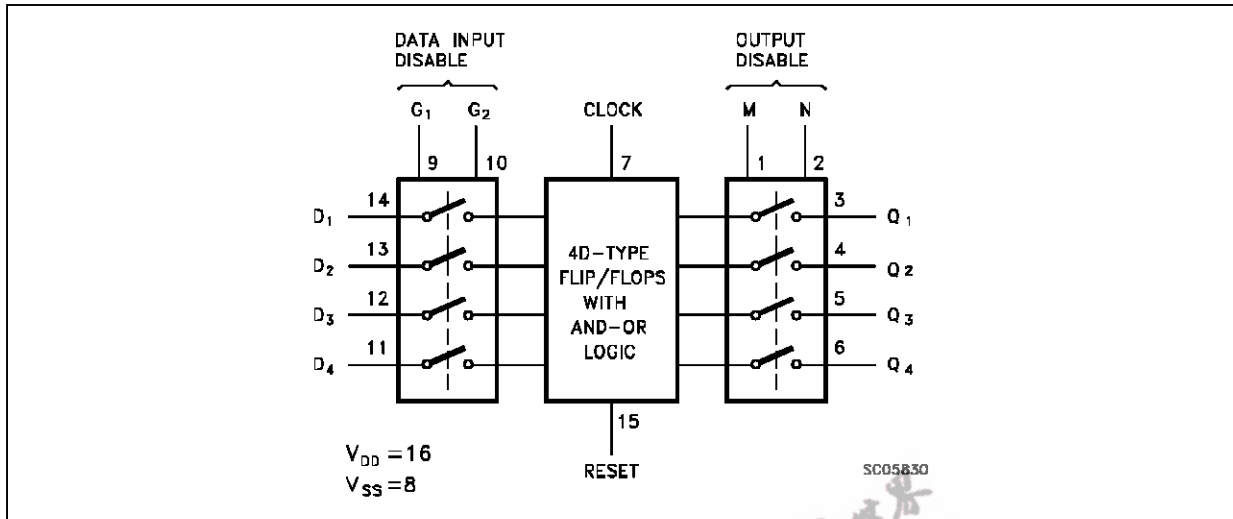 DATA INPUT
DISABLE
OUTPUT
DISABLE
G1 G2
CLOCK
M N
9 10
7
1 2
D1
14
3
Q1
D2
13
4
Q2
D3
12
5
Q3
D4
11
6
Q4
4D-TYPE
FLIP/FLOPS
WITH
AND-OR
LOGIC
15
RESET
VDD =16
VSS =8
SC05830